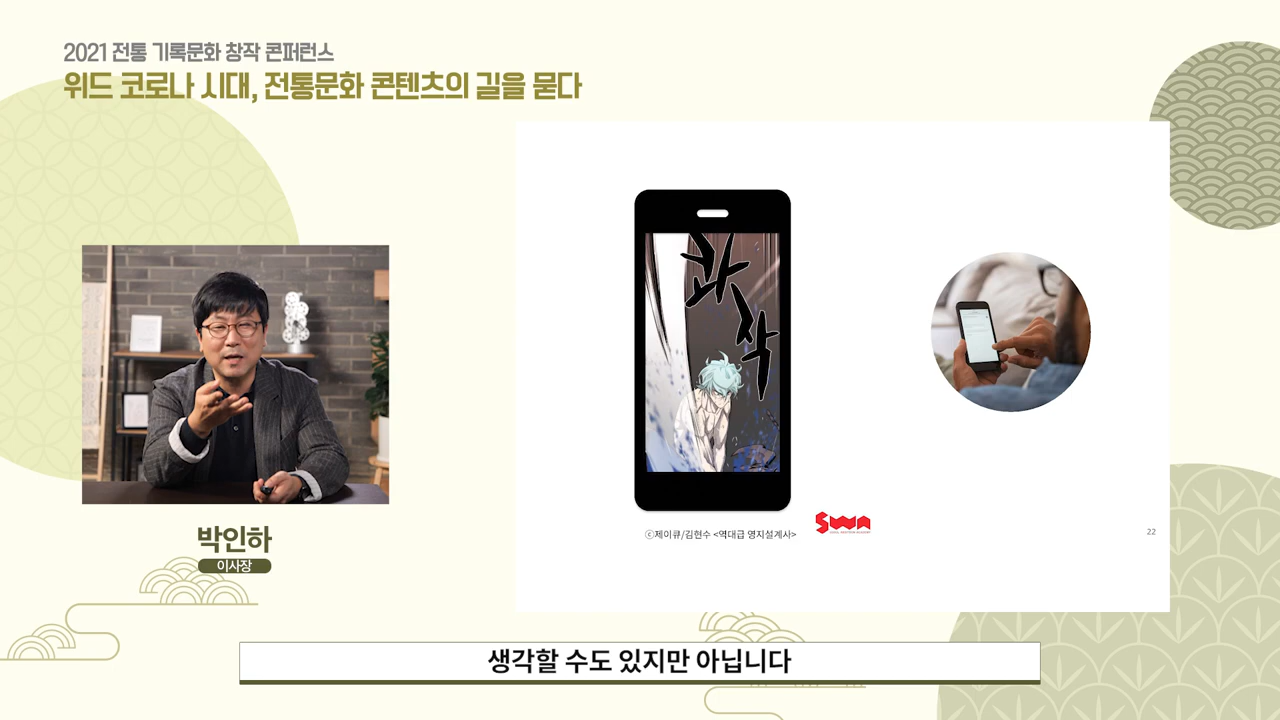 2021 전통 기록문화 창작 콘퍼런스
위드 코로나 시대, 전통문화 콘텐츠의 길을 묻다
콰
작
ⓒ제이큐/김현수 <역대급 영지설계사>
SWA
22
박인하
이사장
생각할 수도 있지만 아닙니다